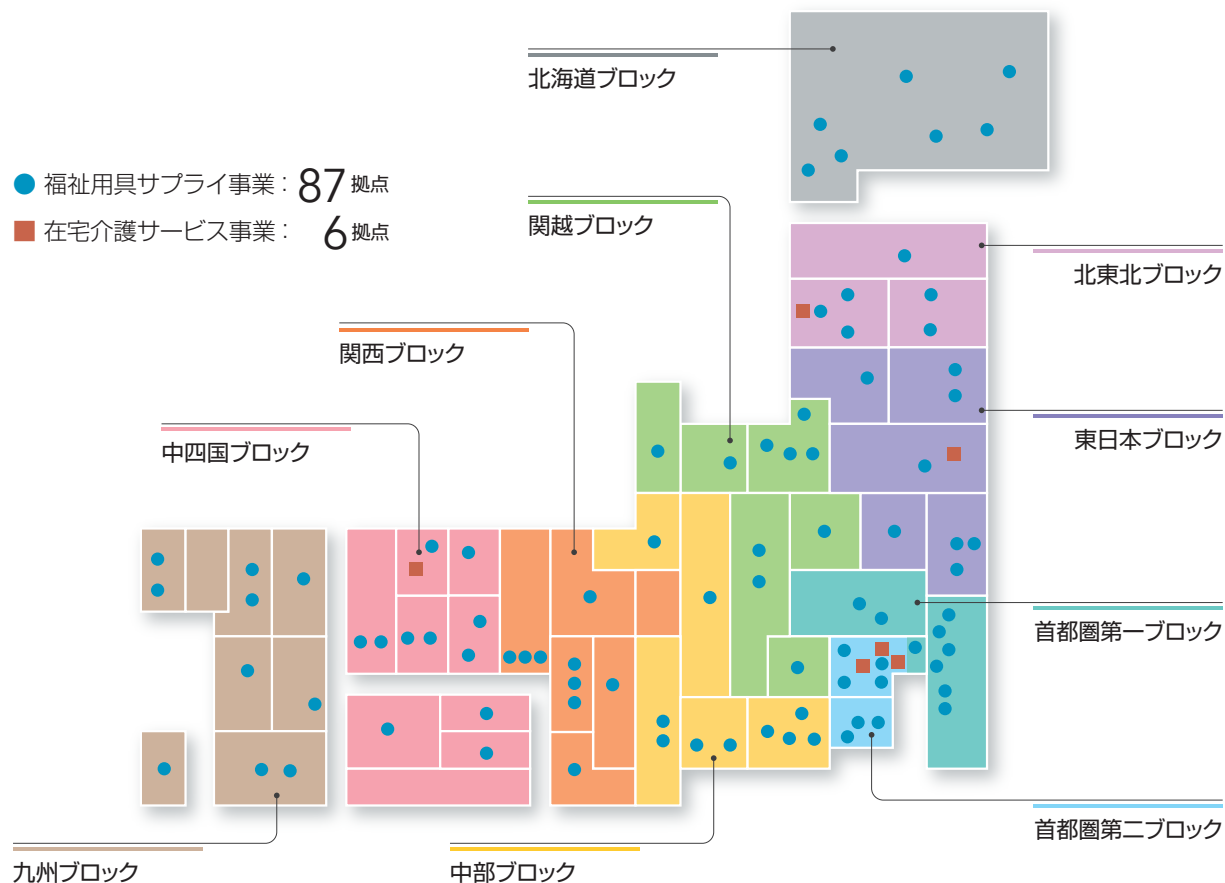 北海道ブロック
福祉用具サプライ事業：87拠点
在宅介護サービス事業：6拠点
関越ブロック
北東北ブロック
関西ブロック
中四国ブロック
東日本ブロック
首都圏第一ブロック
首都圏第二ブロック
九州ブロック
中部ブロック